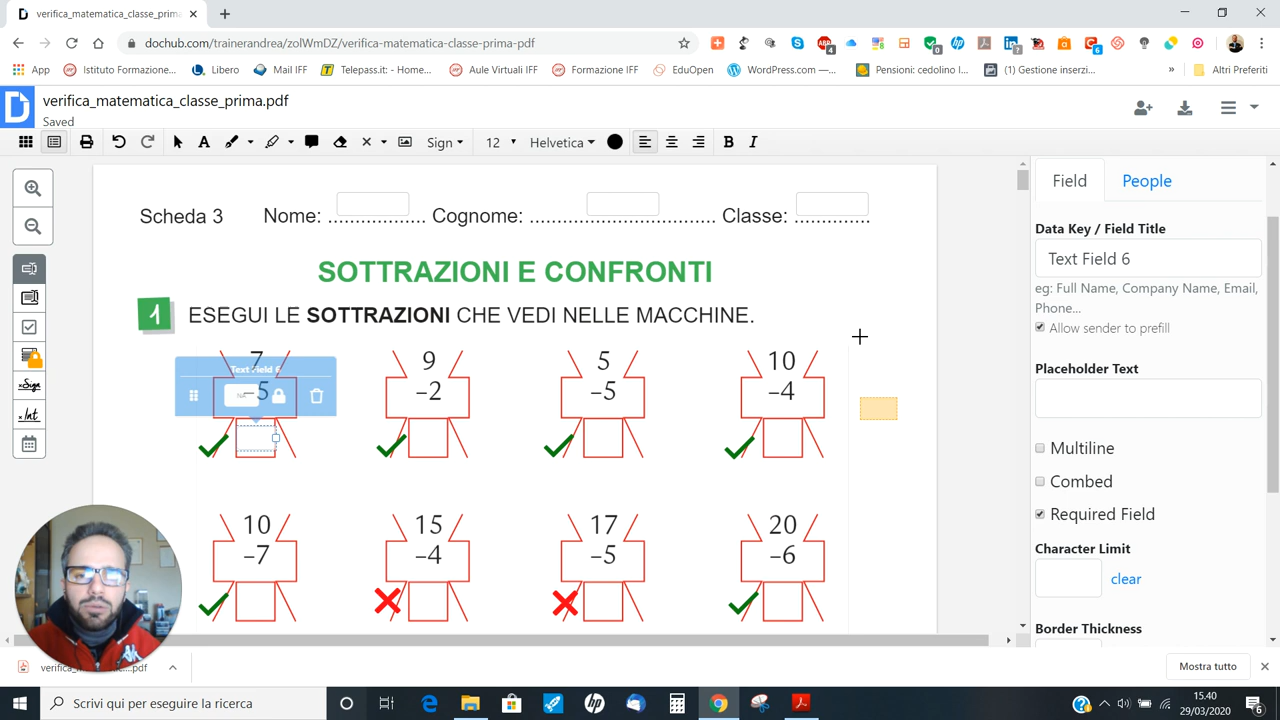 verifica_matematica_classe_prima
dochub.com/trainerandrea/zolWmDZ/verifica-matematica-classe-prima-pdf
App
Istituto Formazione...
Libero
Mail IFF
Telepass.it: - Home...
Aule Virtuali IFF
Formazione IFF
EduOpen
WordPress.com —...
Pensioni: cedolino I...
(1) Gestione inserzi...
Altri Preferiti
verifica_matematica_classe_prima.pdf
Saved
Sign
12
Helvetica
B
I
Field
People
Data Key / Field Title
Text Field 6
eg: Full Name, Company Name, Email,
Phone...
Allow sender to prefill
Placeholder Text
Multiline
Combed
Required Field
Character Limit
clear
Border Thickness
Scheda 3 Nome: ................. Cognome: ................................ Classe: .............
SOTTRAZIONI E CONFRONTI
1 ESEGUI LE SOTTRAZIONI CHE VEDI NELLE MACCHINE.
7 9 5 10
Text Field 6
–5 –2 –5 –4
10 15 17 20
–7 –4 –5 –6
verifica_matematic....pdf
Mostra tutto
Scrivi qui per eseguire la ricerca
15.40
29/03/2020